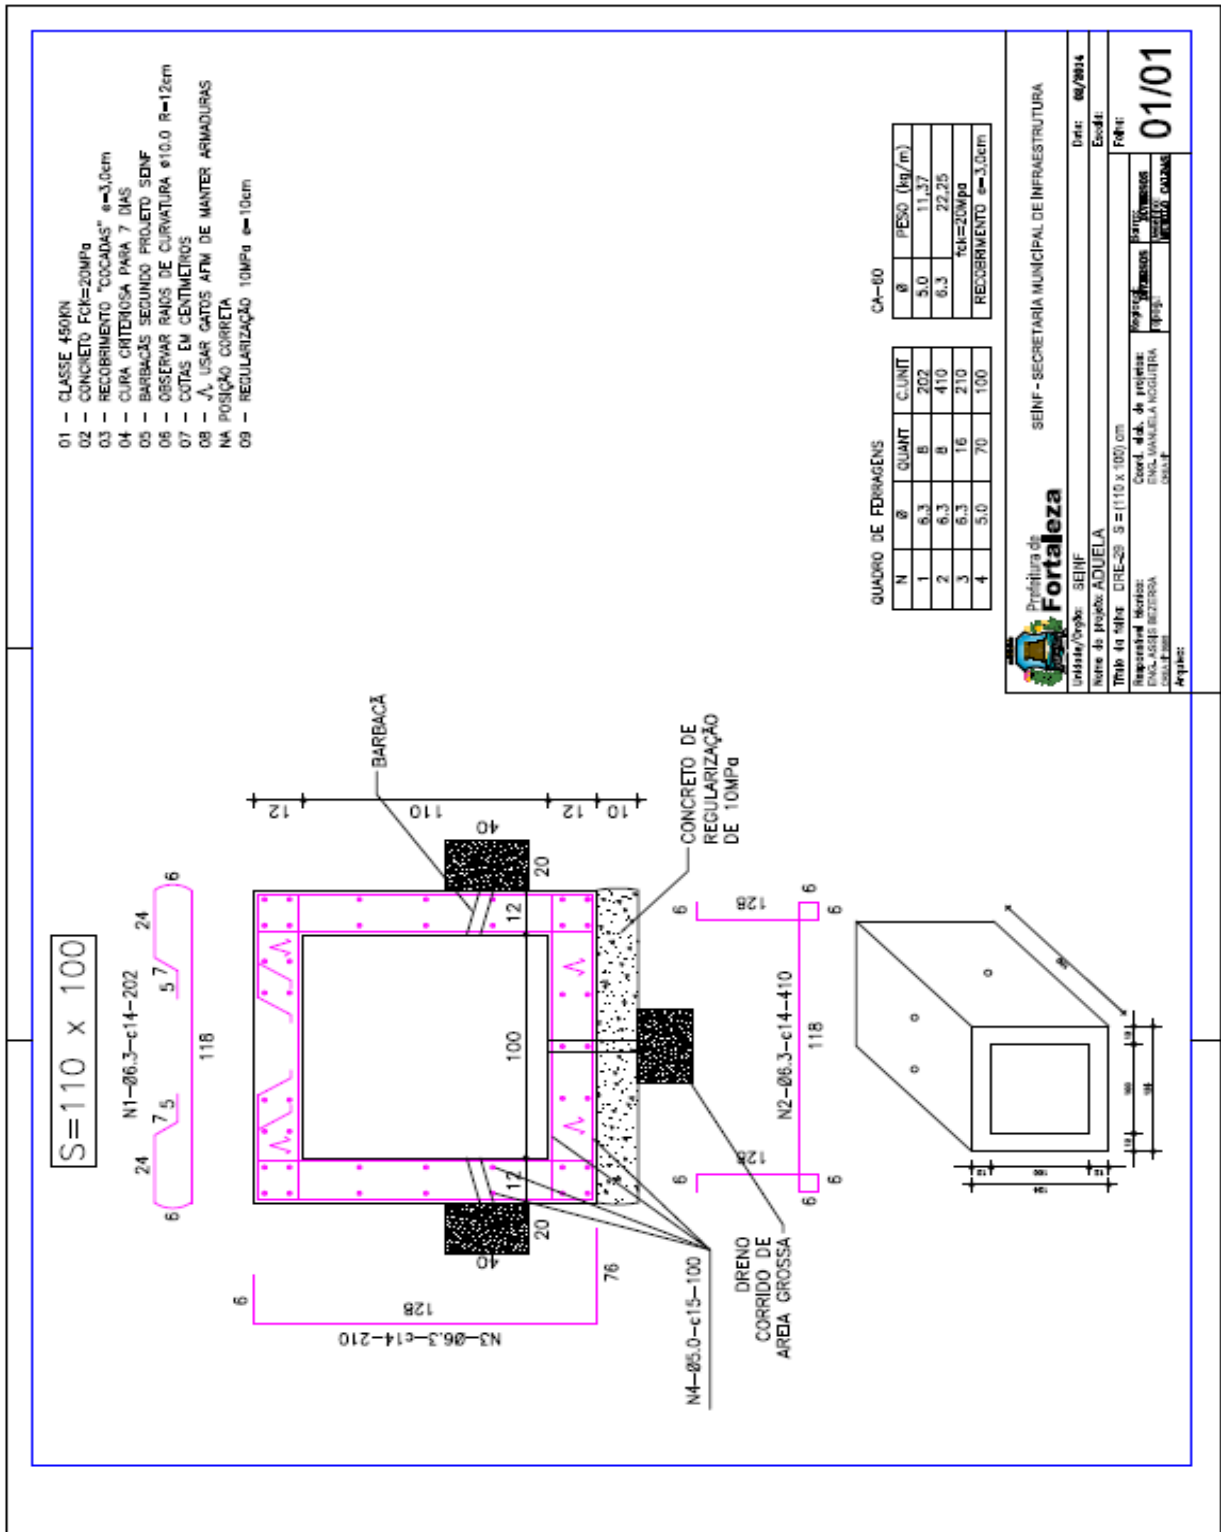 S=110 x 100
N1-Ø6.3-c14-202
24
7
5
5
7
24
6
6
118
01 - CLASSE 450KN
02 - CONCRETO FCK=20MPa
03 - RECOBRIMENTO "COCADAS" e=3,0cm
04 - CURA CRITERIOSA PARA 7 DIAS
05 - BARBACÃS SEGUNDO PROJETO SEINF
06 - OBSERVAR RAIOS DE CURVATURA ø10.0 R=12cm
07 - COTAS EM CENTÍMETROS
08 - USAR GATOS AFIM DE MANTER ARMADURAS
NA POSIÇÃO CORRETA
09 - REGULARIZAÇÃO 10MPa e=10cm
6
128
N3-Ø6.3-c14-210
76
12
110
12
10
BARBACÃ
40
20
12
100
12
40
20
CONCRETO DE
REGULARIZAÇÃO
DE 10MPa
N4-Ø5.0-c15-100
DRENO
CORRIDO DE
AREIA GROSSA
6
128
6
6
N2-Ø6.3-c14-410
118
6
128
6
6
12
100
12
124
QUADRO DE FERRAGENS
N Ø QUANT C.UNIT
1 6.3 8 202
2 6.3 8 410
3 6.3 16 210
4 5.0 70 100
CA-60
Ø PESO (kg/m)
5.0 11,37
6.3 22,25
fck=20Mpa
RECOBRIMENTO e=3,0cm
Prefeitura de
Fortaleza
SEINF - SECRETARIA MUNICIPAL DE INFRAESTRUTURA
Unidade/Orgão: SEINF
Data:
Nome do projeto: ADUELA
Escala:
Título da folha: DRE-29 S=(110 x 100) cm
Folha:
01/01
Responsável técnico:
ENG. ASSIS BEZERRA
Coord. elab. de projetos:
ENG. MANUELA NOGUEIRA
Arquivo: